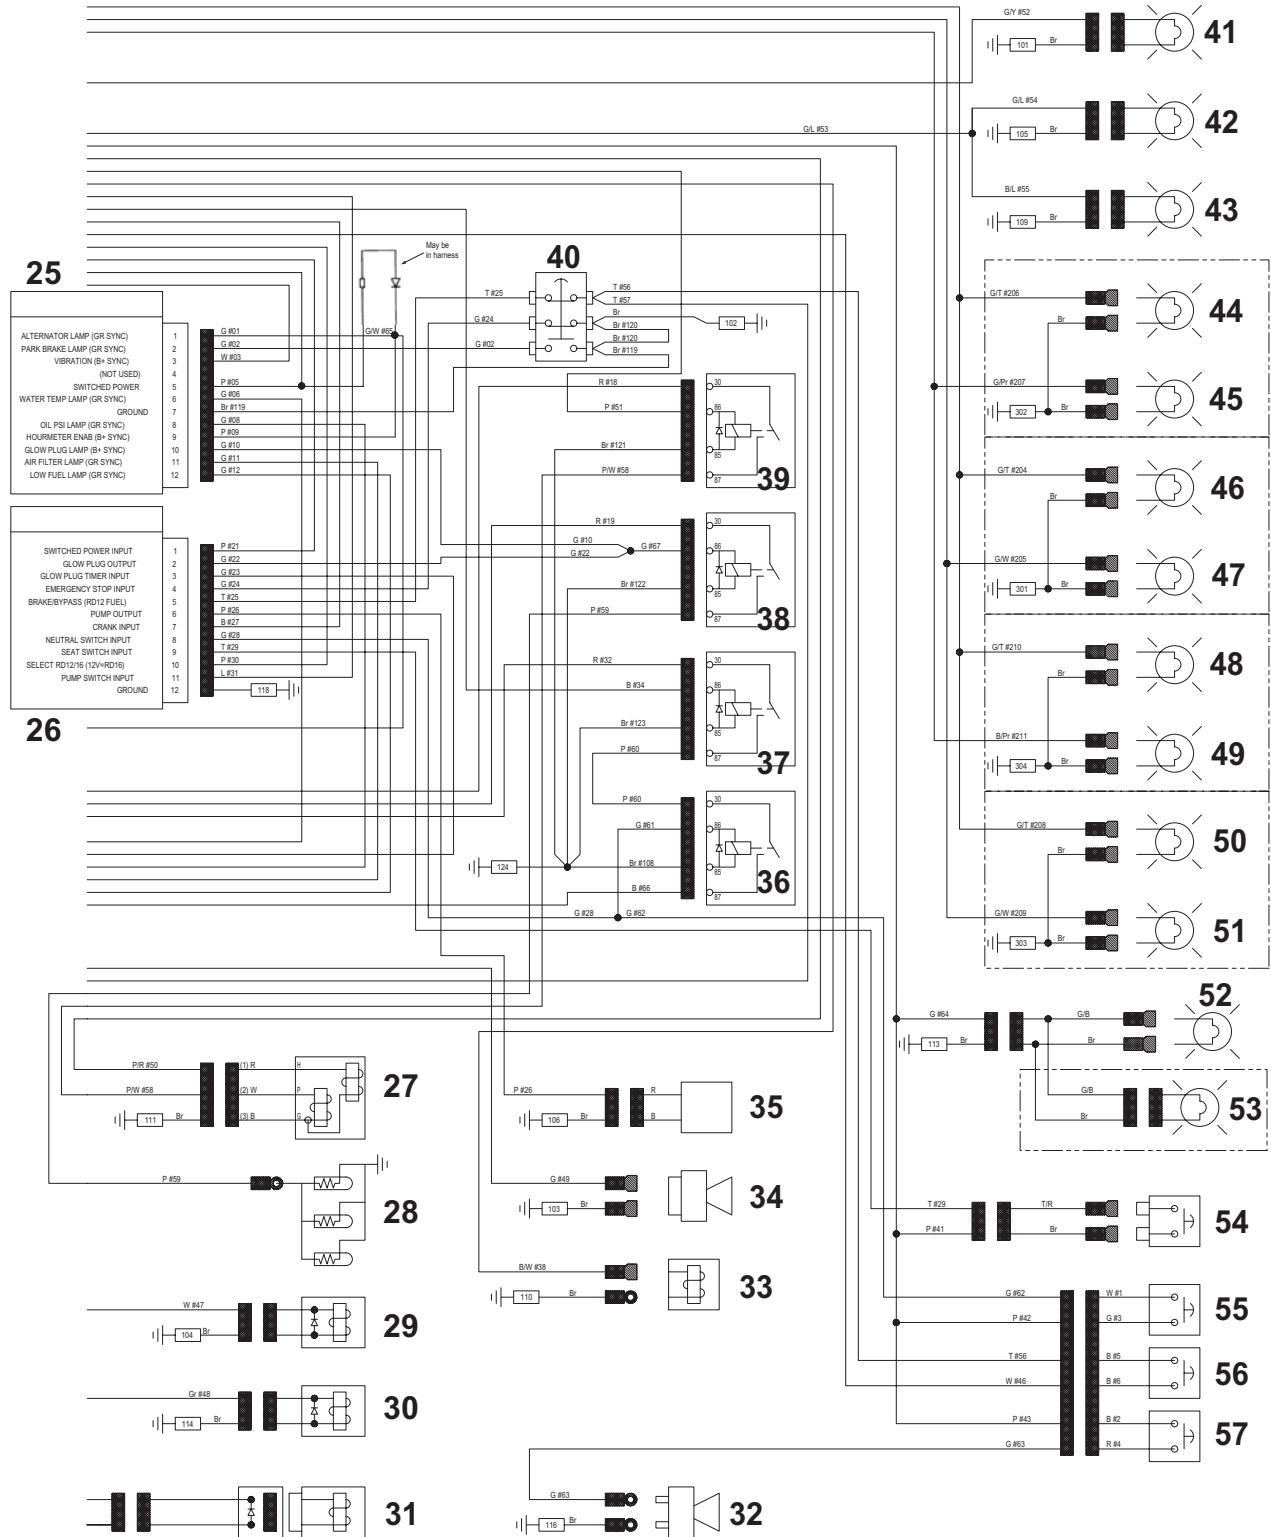 G/Y #52
101
Br
41
G/L #54
105
Br
42
G/L #53
B/L #55
109
Br
43
May be
in harness
25
40
ALTERNATOR LAMP (GR SYNC) 1 G #01
PARK BRAKE LAMP (GR SYNC) 2 G #02
VIBRATION (B+ SYNC) 3 W #03
(NOT USED) 4
SWITCHED POWER 5 P #05
WATER TEMP LAMP (GR SYNC) 6 G #06
GROUND 7 Br #119
OIL PSI LAMP (GR SYNC) 8 G #08
HOURMETER ENAB (B+ SYNC) 9 P #09
GLOW PLUG LAMP (B+ SYNC) 10 G #10
AIR FILTER LAMP (GR SYNC) 11 G #11
LOW FUEL LAMP (GR SYNC) 12 G #12
G/W #65
T #25
G #24
G #02
T #56
T #57
Br
Br #120
Br #120
Br #119
102
G/T #206
Br
44
G/Pr #207
302
Br
45
R #18
P #51
Br #121
P/W #58
30
86
85
87
39
G/T #204
Br
46
G/W #205
301
Br
47
SWITCHED POWER INPUT 1 P #21
GLOW PLUG OUTPUT 2 G #22
GLOW PLUG TIMER INPUT 3 G #23
EMERGENCY STOP INPUT 4 G #24
BRAKE/BYPASS (RD12 FUEL) 5 T #25
PUMP OUTPUT 6 P #26
CRANK INPUT 7 B #27
NEUTRAL SWITCH INPUT 8 G #28
SEAT SWITCH INPUT 9 T #29
SELECT RD12/16 (12V=RD16) 10 P #30
PUMP SWITCH INPUT 11 L #31
GROUND 12
118
26
R #19
G #10
G #22
G #67
Br #122
P #59
30
86
85
87
38
R #32
B #34
Br #123
P #60
30
86
85
87
37
G/T #210
Br
48
B/Pr #211
304
Br
49
P #60
G #61
124
Br #108
B #66
30
86
85
87
36
G #28
G #62
G/T #208
Br
50
G/W #209
303
Br
51
52
G #64
113
Br
G/B
Br
G/B
Br
53
P/R #50
P/W #58
111
Br
(1) R
(2) W
(3) B
H
P
G
27
P #26
106
Br
R
B
35
P #59
28
G #49
103
Br
34
T #29
P #41
T/R
Br
54
B/W #38
110
Br
33
W #47
104
Br
29
G #62
P #42
W #1
G #3
55
T #56
W #46
B #5
B #6
56
Gr #48
114
Br
30
P #43
G #63
B #2
R #4
57
31
G #63
116
Br
32